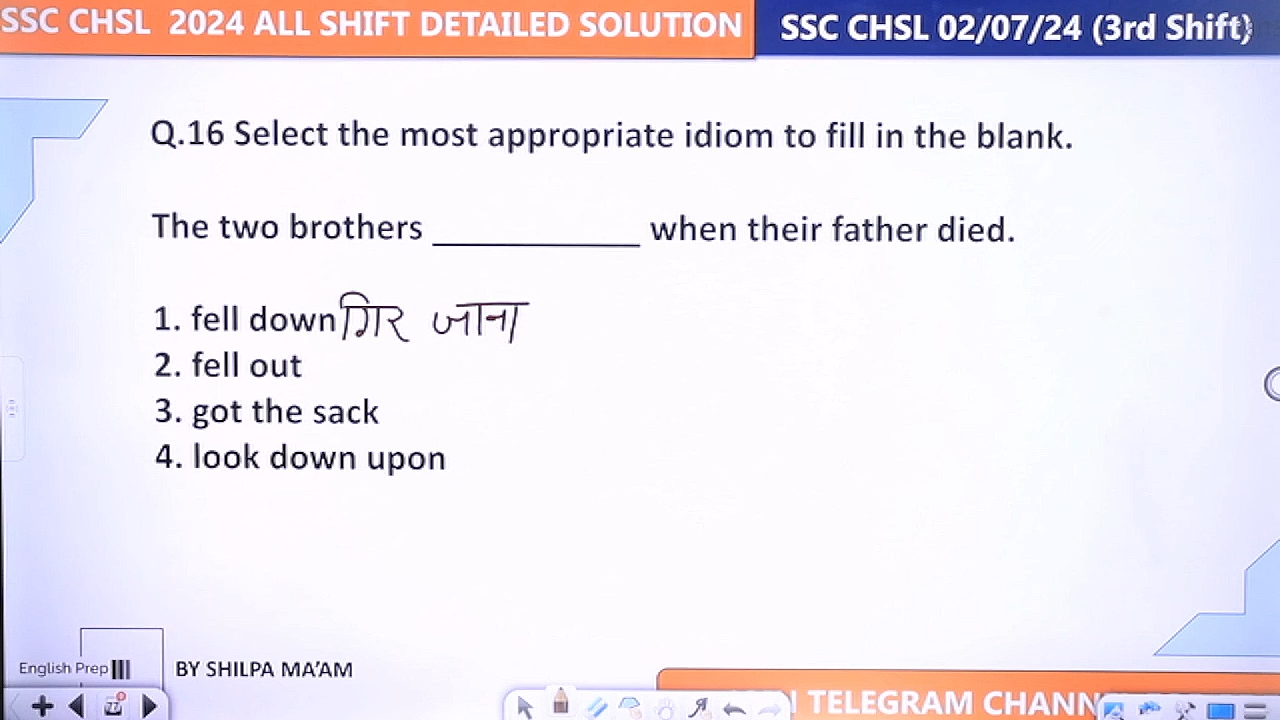 SSC CHSL 2024 ALL SHIFT DETAILED SOLUTION
SSC CHSL 02/07/24 (3rd Shift)
Q.16 Select the most appropriate idiom to fill in the blank.
The two brothers ____________ when their father died.
1. fell down गिर जाना
2. fell out
3. got the sack
4. look down upon
English Prep
BY SHILPA MA'AM
TELEGRAM